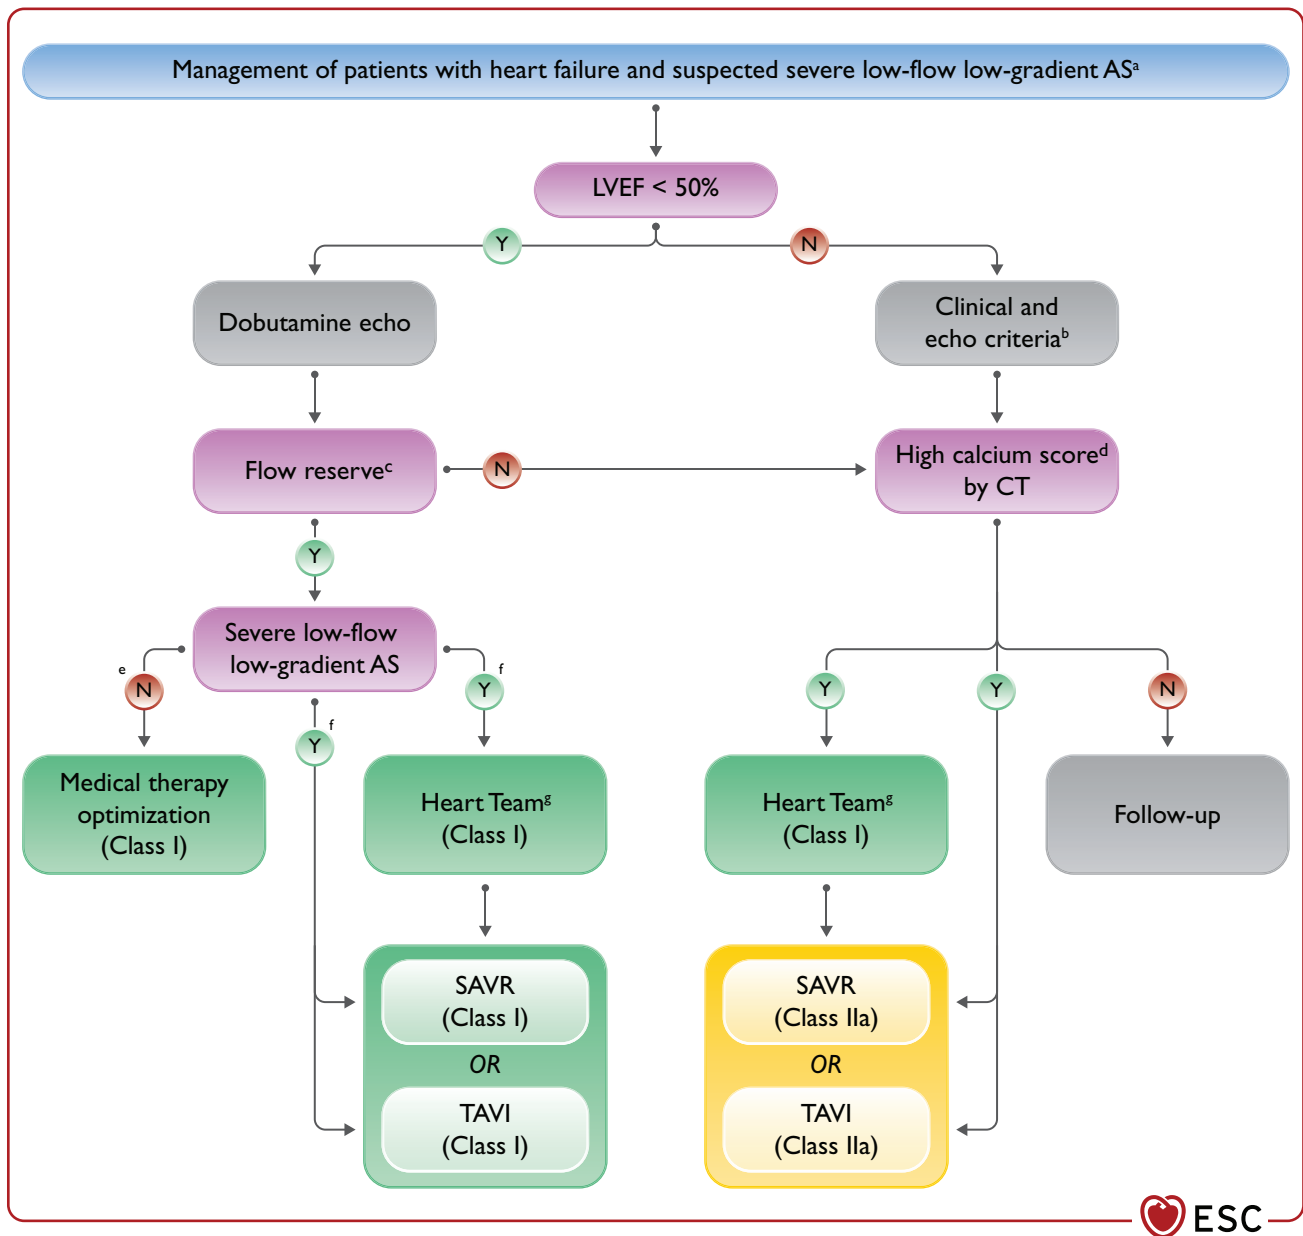 Management of patients with heart failure and suspected severe low-flow low-gradient ASᵃ
LVEF < 50%
Y
N
Dobutamine echo
Clinical and
echo criteriaᵇ
Flow reserveᶜ
N
High calcium scoreᵈ
by CT
Y
Severe low-flow
low-gradient AS
e
N
f
Y
f
Y
Y
Y
N
Medical therapy
optimization
(Class I)
Heart Teamᵍ
(Class I)
Heart Teamᵍ
(Class I)
Follow-up
SAVR
(Class I)
OR
TAVI
(Class I)
SAVR
(Class IIa)
OR
TAVI
(Class IIa)
ESC